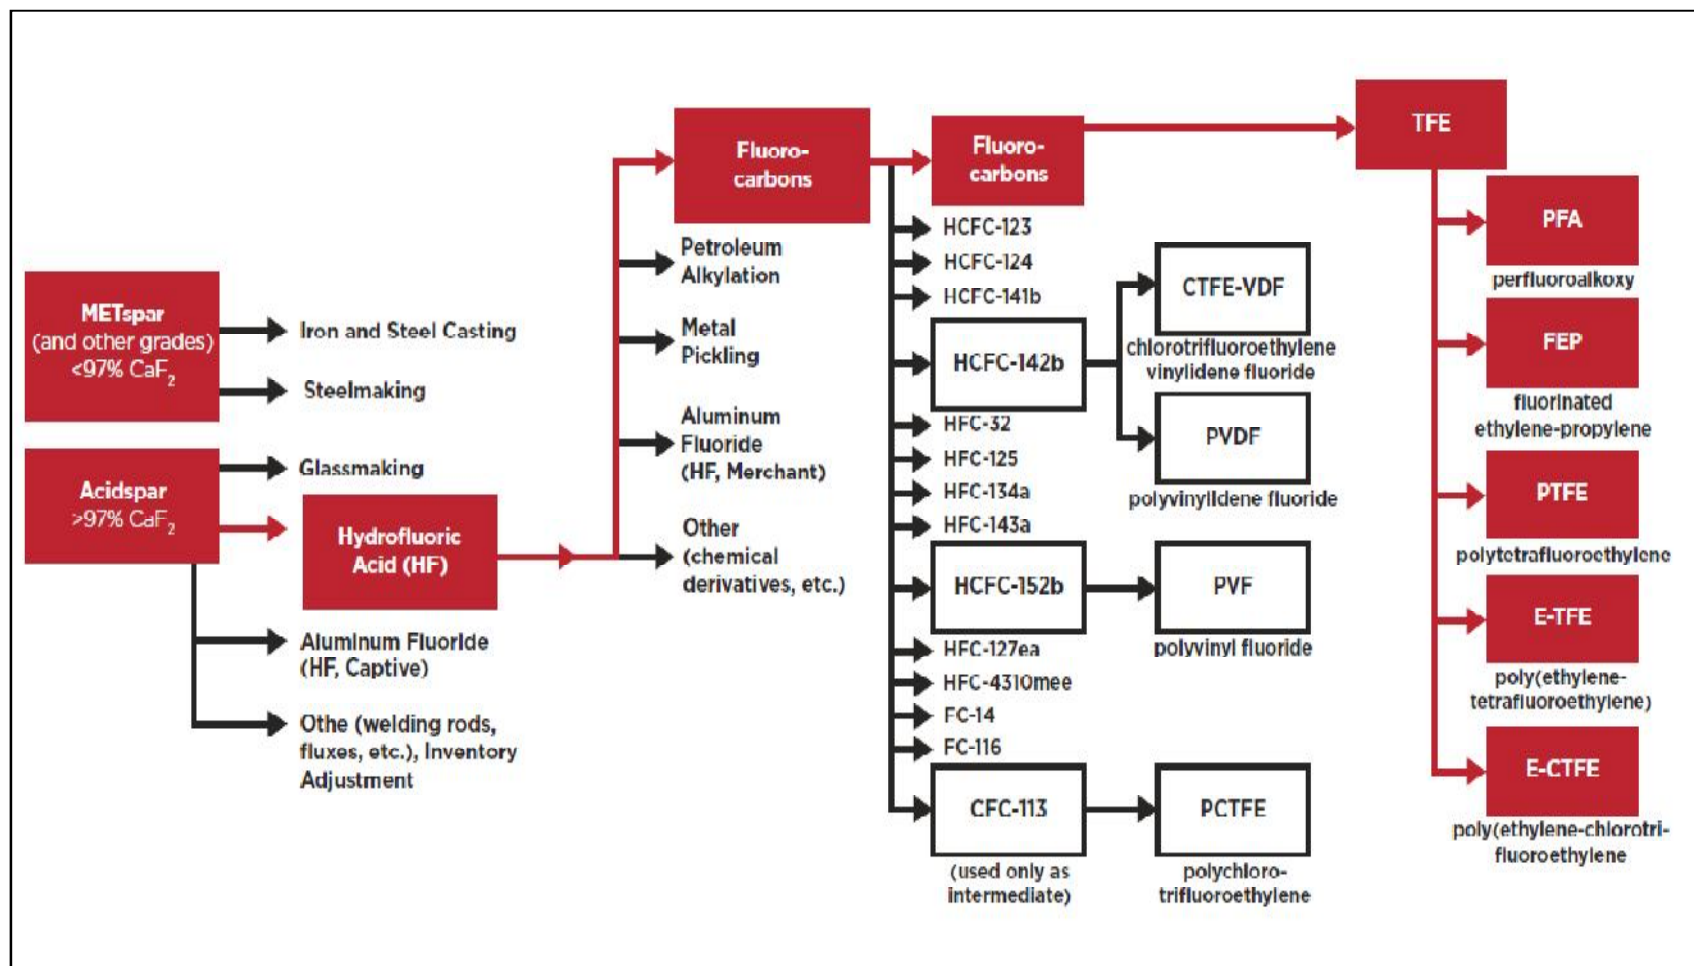 METspar
(and other grades)
<97% CaF2
Iron and Steel Casting
Steelmaking
Acidspar
>97% CaF2
Glassmaking
Hydrofluoric
Acid (HF)
Aluminum Fluoride
(HF, Captive)
Othe (welding rods,
fluxes, etc.), Inventory
Adjustment
Fluoro-
carbons
Petroleum
Alkylation
Metal
Pickling
Aluminum
Fluoride
(HF, Merchant)
Other
(chemical
derivatives, etc.)
Fluoro-
carbons
HCFC-123
HCFC-124
HCFC-141b
HCFC-142b
HFC-32
HFC-125
HFC-134a
HFC-143a
HCFC-152b
HFC-127ea
HFC-4310mee
FC-14
FC-116
CFC-113
(used only as
intermediate)
CTFE-VDF
chlorotrifluoroethylene
vinylidene fluoride
PVDF
polyvinylidene fluoride
PVF
polyvinyl fluoride
PCTFE
polychloro-
trifluoroethylene
TFE
PFA
perfluoroalkoxy
FEP
fluorinated
ethylene-propylene
PTFE
polytetrafluoroethylene
E-TFE
poly(ethylene-
tetrafluoroethylene)
E-CTFE
poly(ethylene-chlorotri-
fluoroethylene